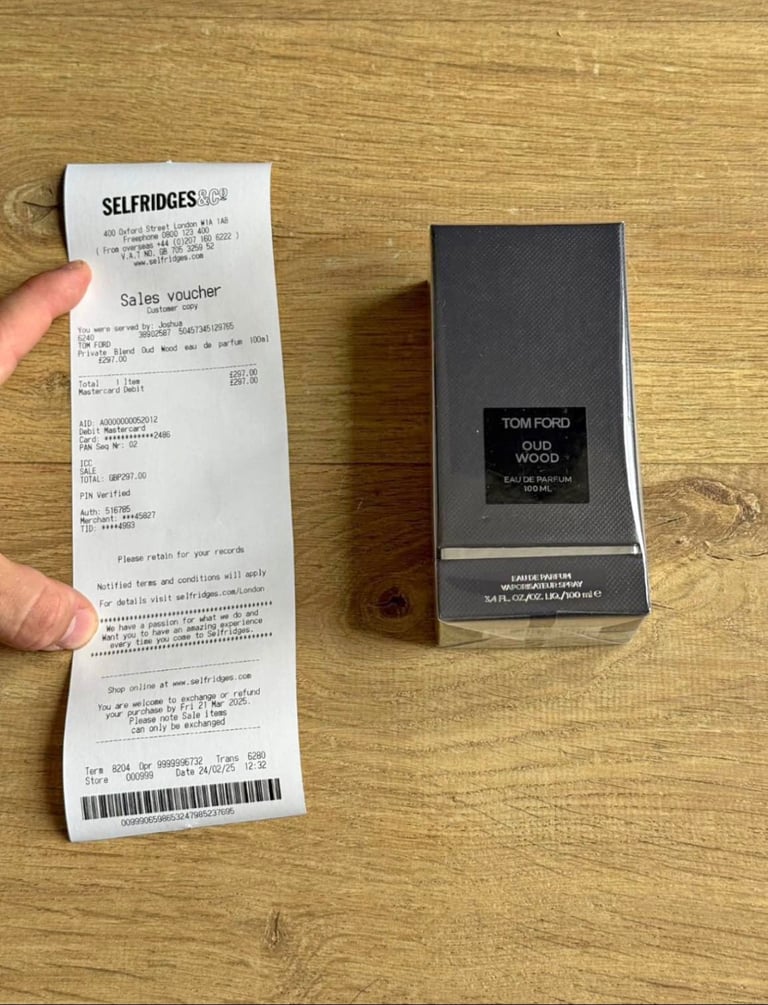 SELFRIDGES&Co
400 Oxford Street London W1A 1AB
Freephone 0800 123 400
( From overseas +44 (0)207 160 6222 )
V.A.T NO. GB 705 3259 52
www.selfridges.com
Sales voucher
Customer copy
You were served by: Joshua
6240 38902587 50457345129765
TOM FORD
Private Blend Oud Wood eau de parfum 100ml
£297.00
Total 1 Item £297.00
Mastercard Debit £297.00
AID: A0000000052012
Debit Mastercard
Card: ************2486
PAN Seq Nr: 02
ICC
SALE
TOTAL: GBP297.00
PIN Verified
Auth: 516785
Merchant: ***45827
TID: ****4993
Please retain for your records
Notified terms and conditions will apply
For details visit selfridges.com/London
We have a passion for what we do and
Want you to have an amazing experience
every time you come to Selfridges.
Shop online at www.selfridges.com
You are welcome to exchange or refund
your purchase by Fri 21 Mar 2025.
Please note Sale items
can only be exchanged
Term 8204 Opr 9999996732 Trans 6280
Store 000999 Date 24/02/25 12:32
0099906598653247985237695
TOM FORD
OUD
WOOD
EAU DE PARFUM
100 ML
EAU DE PARFUM
VAPORISATEUR SPRAY
3.4 FL. OZ./OZ. LIQ./100 ml e